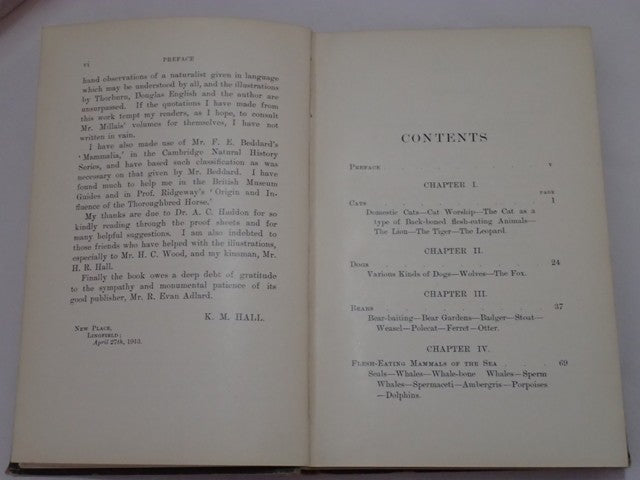 vi PREFACE
hand observations of a naturalist given in language
which may be understood by all, and the illustrations
by Thorburn, Douglas English and the author are
unsurpassed. If the quotations I have made from
this work tempt my readers, as I hope, to consult
Mr. Millais' volumes for themselves, I have not
written in vain.
I have also made use of Mr. F. E. Beddard's
'Mammalia,' in the Cambridge Natural History
Series, and have based such classification as was
necessary on that given by Mr. Beddard. I have
found much to help me in the British Museum
Guides and in Prof. Ridgeway's 'Origin and In-
fluence of the Thoroughbred Horse.'
My thanks are due to Dr. A. C. Haddon for so
kindly reading through the proof sheets and for
many helpful suggestions. I am also indebted to
those friends who have helped with the illustrations,
especially to Mr. H. C. Wood, and my kinsman, Mr.
H. R. Hall.
Finally the book owes a deep debt of gratitude
to the sympathy and monumental patience of its
good publisher, Mr. R. Evan Adlard.
K. M. HALL.
New Place,
Lingfield;
April 27th, 1913.
CONTENTS
Preface . . . . . v
CHAPTER I.
PAGE
Cats . . . . . 1
Domestic Cats—Cat Worship—The Cat as a
type of Back-boned flesh-eating Animals—
The Lion—The Tiger—The Leopard.
CHAPTER II.
Dogs . . . . . 24
Various Kinds of Dogs—Wolves—The Fox.
CHAPTER III.
Bears . . . . . 37
Bear-baiting—Bear Gardens—Badger—Stoat—
Weasel—Polecat—Ferret—Otter.
CHAPTER IV.
Flesh-Eating Mammals of the Sea . . . 69
Seals—Whales—Whale-bone Whales—Sperm
Whales—Spermaceti—Ambergris—Porpoises
—Dolphins.